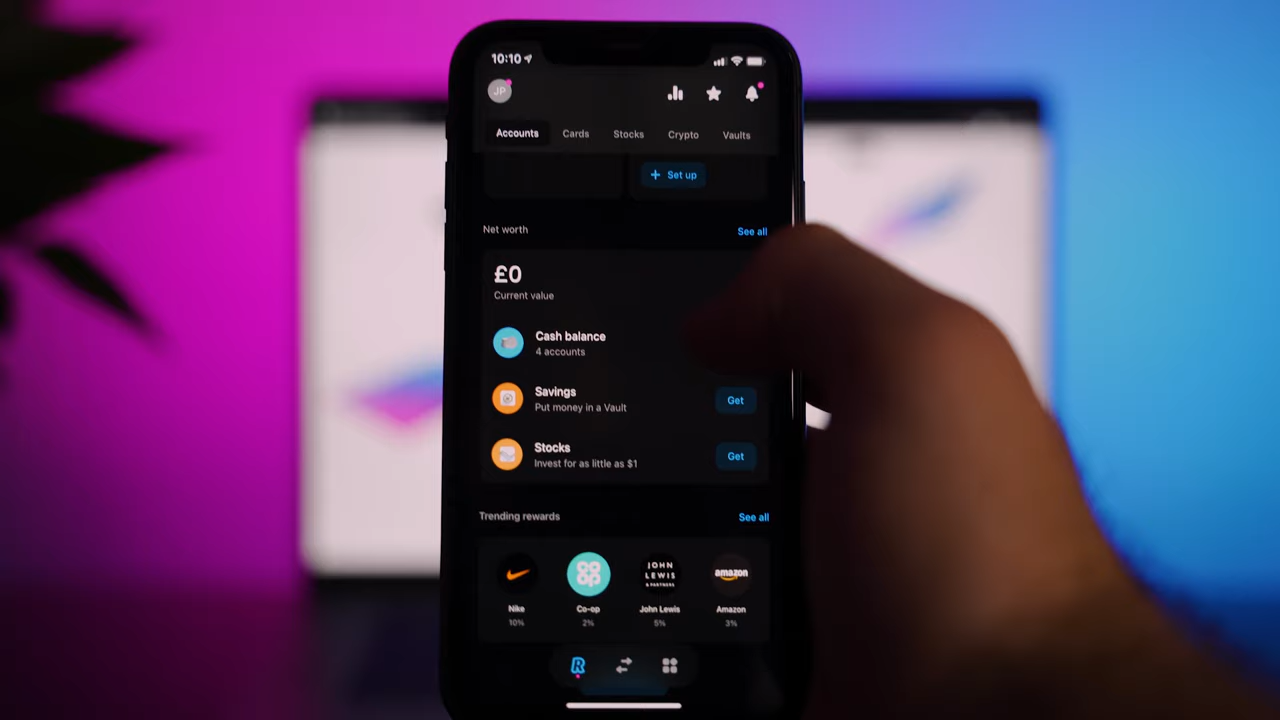 10:10
JP
Accounts Cards Stocks Crypto Vaults
+ Set up
Net worth See all
£0
Current value
Cash balance
4 accounts
Savings
Put money in a Vault
Get
Stocks
Invest for as little as $1
Get
Trending rewards See all
JOHN
LEWIS
& PARTNERS
amazon
Nike Co-op John Lewis Amazon
10% 2% 5% 3%
R